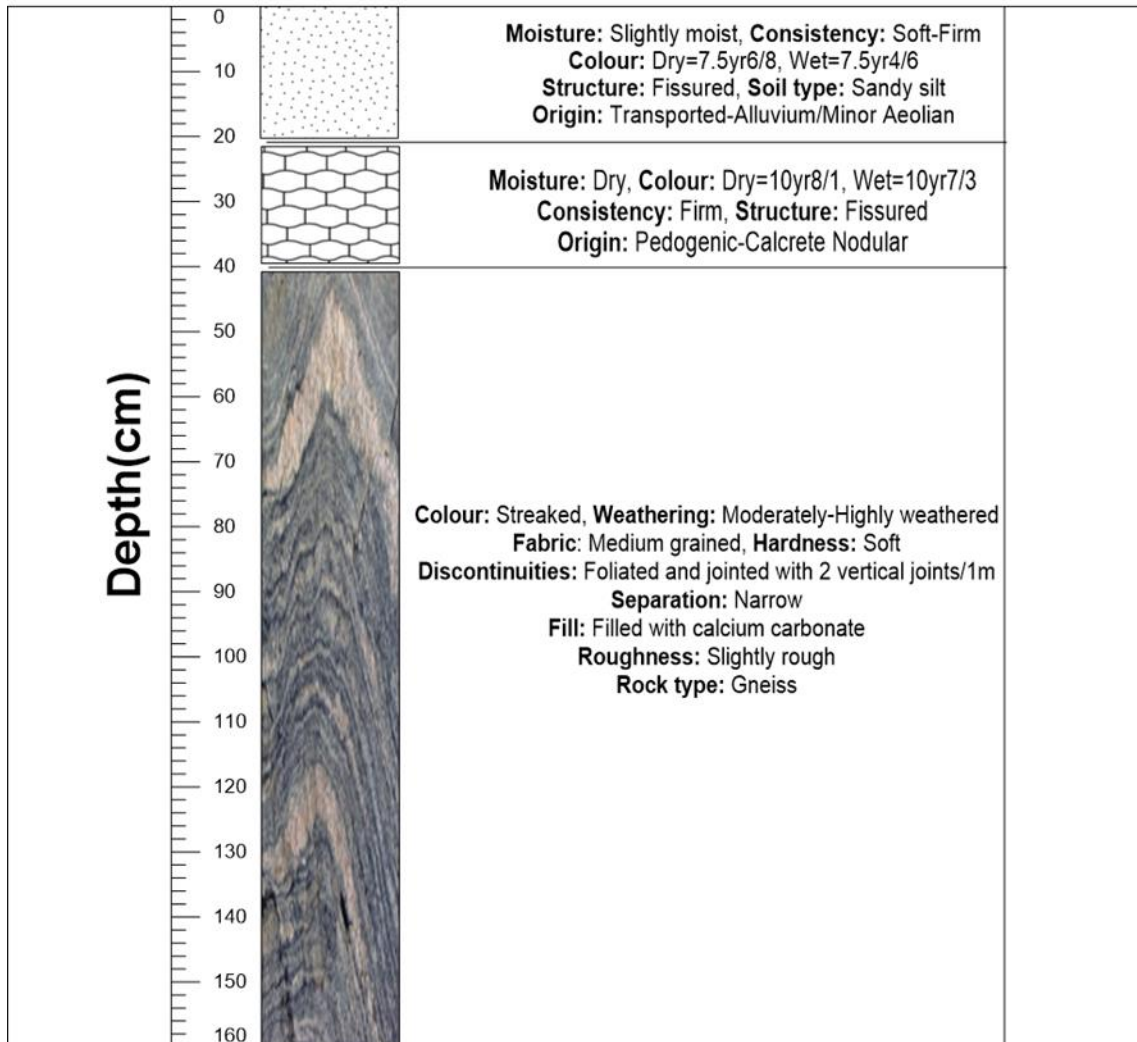 Depth(cm)
0
10
20
30
40
50
60
70
80
90
100
110
120
130
140
150
160
Moisture: Slightly moist, Consistency: Soft-Firm
Colour: Dry=7.5yr6/8, Wet=7.5yr4/6
Structure: Fissured, Soil type: Sandy silt
Origin: Transported-Alluvium/Minor Aeolian
Moisture: Dry, Colour: Dry=10yr8/1, Wet=10yr7/3
Consistency: Firm, Structure: Fissured
Origin: Pedogenic-Calcrete Nodular
Colour: Streaked, Weathering: Moderately-Highly weathered
Fabric: Medium grained, Hardness: Soft
Discontinuities: Foliated and jointed with 2 vertical joints/1m
Separation: Narrow
Fill: Filled with calcium carbonate
Roughness: Slightly rough
Rock type: Gneiss